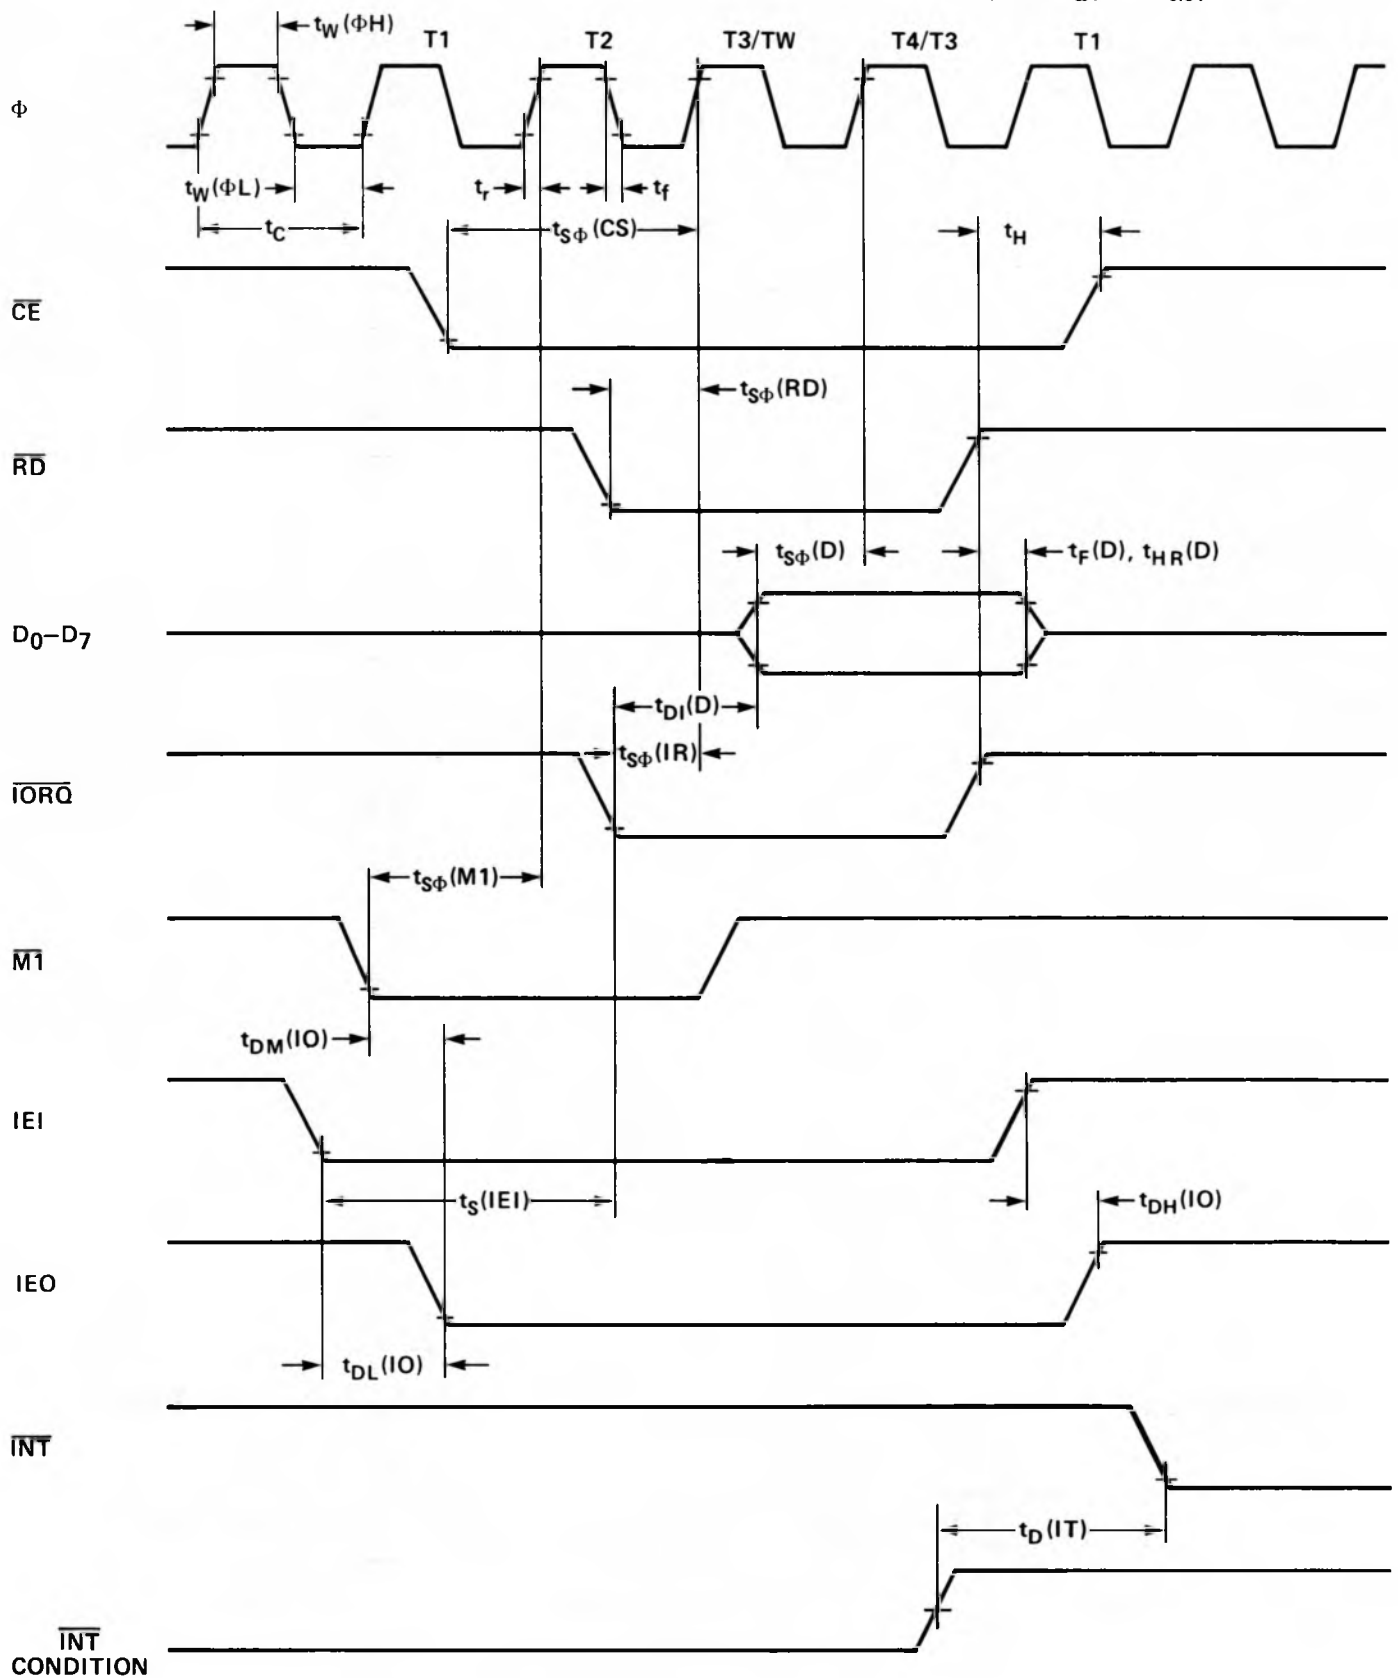 tW(ΦH)
T1 T2 T3/TW T4/T3 T1
Φ
tW(ΦL) tr tf
tC tSΦ(CS) tH
CE
tSΦ(RD)
RD
tSΦ(D) tF(D), tHR(D)
D0–D7
tDI(D)
tSΦ(IR)
IORQ
tSΦ(M1)
M1
tDM(IO)
IEI
tS(IEI) tDH(IO)
IEO
tDL(IO)
INT
tD(IT)
INT
CONDITION